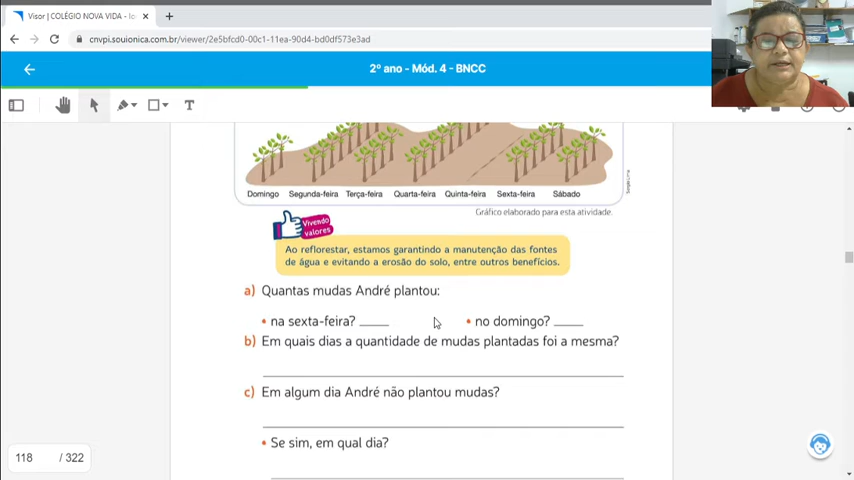 Visor | COLÉGIO NOVA VIDA - Io
cnvpi.souionica.com.br/viewer/2e5bfcd0-00c1-11ea-90d4-bd0df573e3ad
2º ano - Mód. 4 - BNCC
T
Domingo Segunda-feira Terça-feira Quarta-feira Quinta-feira Sexta-feira Sábado
Gráfico elaborado para esta atividade.
Vivendo
valores
Ao reflorestar, estamos garantindo a manutenção das fontes
de água e evitando a erosão do solo, entre outros benefícios.
a) Quantas mudas André plantou:
• na sexta-feira? _____ • no domingo? _____
b) Em quais dias a quantidade de mudas plantadas foi a mesma?
c) Em algum dia André não plantou mudas?
• Se sim, em qual dia?
118 / 322